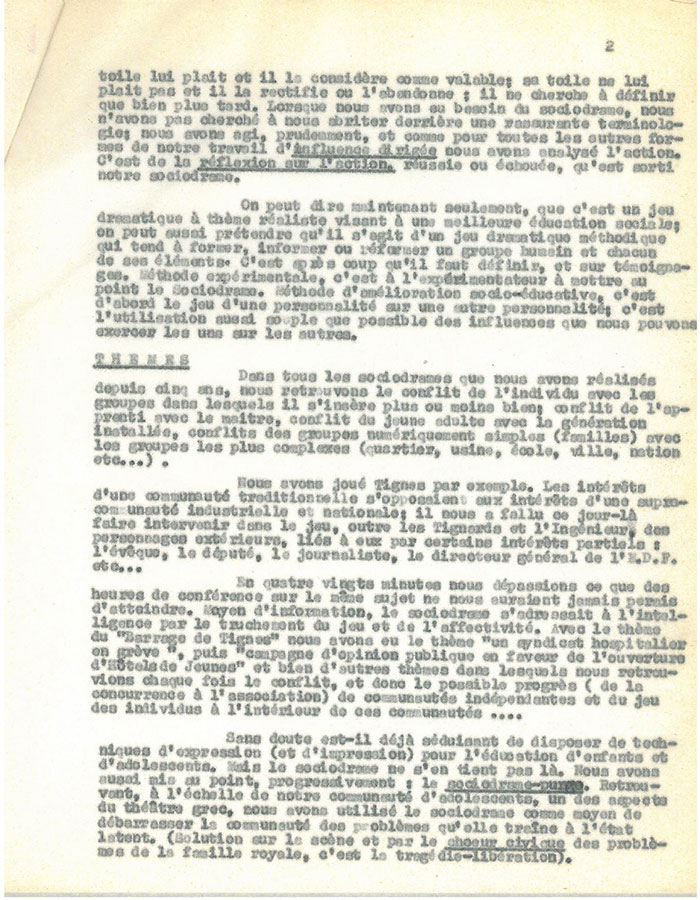 2
toile lui plait et il la considère comme valable; sa toile ne lui
plait pas et il la rectifie ou l'abandonne ; il ne cherche à définir
que bien plus tard. Lorsque nous avons eu besoin du sociodrame, nous
n'avons pas cherché à nous abriter derrière une rassurante terminolo-
gie; nous avons agi, prudemment, et comme pour toutes les autres for-
mes de notre travail d'influence dirigée nous avons analysé l'action.
C'est de la réflexion sur l'action, réussie ou échouée, qu'est sorti
notre sociodrame.
On peut dire maintenant seulement, que c'est un jeu
dramatique à thème réaliste visant à une meilleure éducation sociale;
on peut aussi prétendre qu'il s'agit d'un jeu dramatique méthodique
qui tend à former, informer ou réformer un groupe humain et chacun
de ses éléments. C'est après coup qu'il faut définir, et sur témoigna-
ges. Méthode expérimentale, c'est à l'expérimentateur à mettre au
point le Sociodrame. Méthode d'amélioration socio-éducative, c'est
d'abord le jeu d'une personnalité sur une autre personnalité; c'est
l'utilisation aussi souple que possible des influences que nous pouvons
exercer les uns sur les autres.
THEMES
Dans tous les sociodrames que nous avons réalisés
depuis cinq ans, nous retrouvons le conflit de l'individu avec les
groupes dans lesquels il s'insère plus ou moins bien; conflit de l'ap-
prenti avec le maître, conflit du jeune adulte avec la génération
installée, conflits des groupes numériquement simples (familles) avec
les groupes les plus complexes (quartier, usine, école, ville, nation
etc...) .
Nous avons joué Tignes par exemple. Les intérêts
d'une communauté traditionnelle s'opposaient aux intérêts d'une supra-
communauté industrielle et nationale; il nous a fallu ce jour-là
faire intervenir dans le jeu, outre les Tignards et l'Ingénieur, des
personnages extérieurs, liés à eux par certains intérêts partiels :
l'évêque, le député, le journaliste, le directeur général de l'E.D.F.
etc...
En quatre vingts minutes nous dépassions ce que des
heures de conférence sur le même sujet ne nous auraient jamais permis
d'atteindre. Moyen d'information, le sociodrame s'adressait à l'intel-
ligence par le truchement du jeu et de l'affectivité. Avec le thème
du "Barrage de Tignes" nous avons eu le thème "un syndicat hospitalier
en grève ", puis "campagne d'opinion publique en faveur de l'ouverture
d'Hôtels de Jeunes" et bien d'autres thèmes dans lesquels nous retrou-
vions chaque fois le conflit, et donc le possible progrès ( de la
concurrence à l'association) de communautés indépendantes et du jeu
des individus à l'intérieur de ces communautés ....
Sans doute est-il déjà séduisant de disposer de tech-
niques d'expression (et d'impression) pour l'éducation d'enfants et
d'adolescents. Mais le sociodrame ne s'en tient pas là. Nous avons
aussi mis au point, progressivement : le sociodrame-purge. Retrou-
vant, à l'échelle de notre communauté d'adolescents, un des aspects
du théâtre grec, nous avons utilisé le sociodrame comme moyen de
débarrasser la communauté des problèmes qu'elle traîne à l'état
latent. (Solution sur la scène et par le choeur civique des problè-
mes de la famille royale, c'est la tragédie-libération).